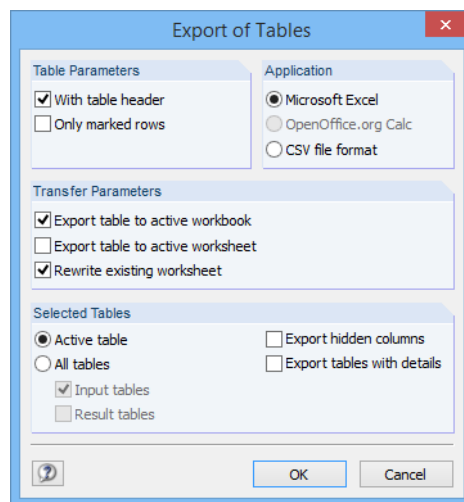 Export of Tables
Table Parameters
With table header
Only marked rows
Application
Microsoft Excel
OpenOffice.org Calc
CSV file format
Transfer Parameters
Export table to active workbook
Export table to active worksheet
Rewrite existing worksheet
Selected Tables
Active table
All tables
Input tables
Result tables
Export hidden columns
Export tables with details
OK
Cancel